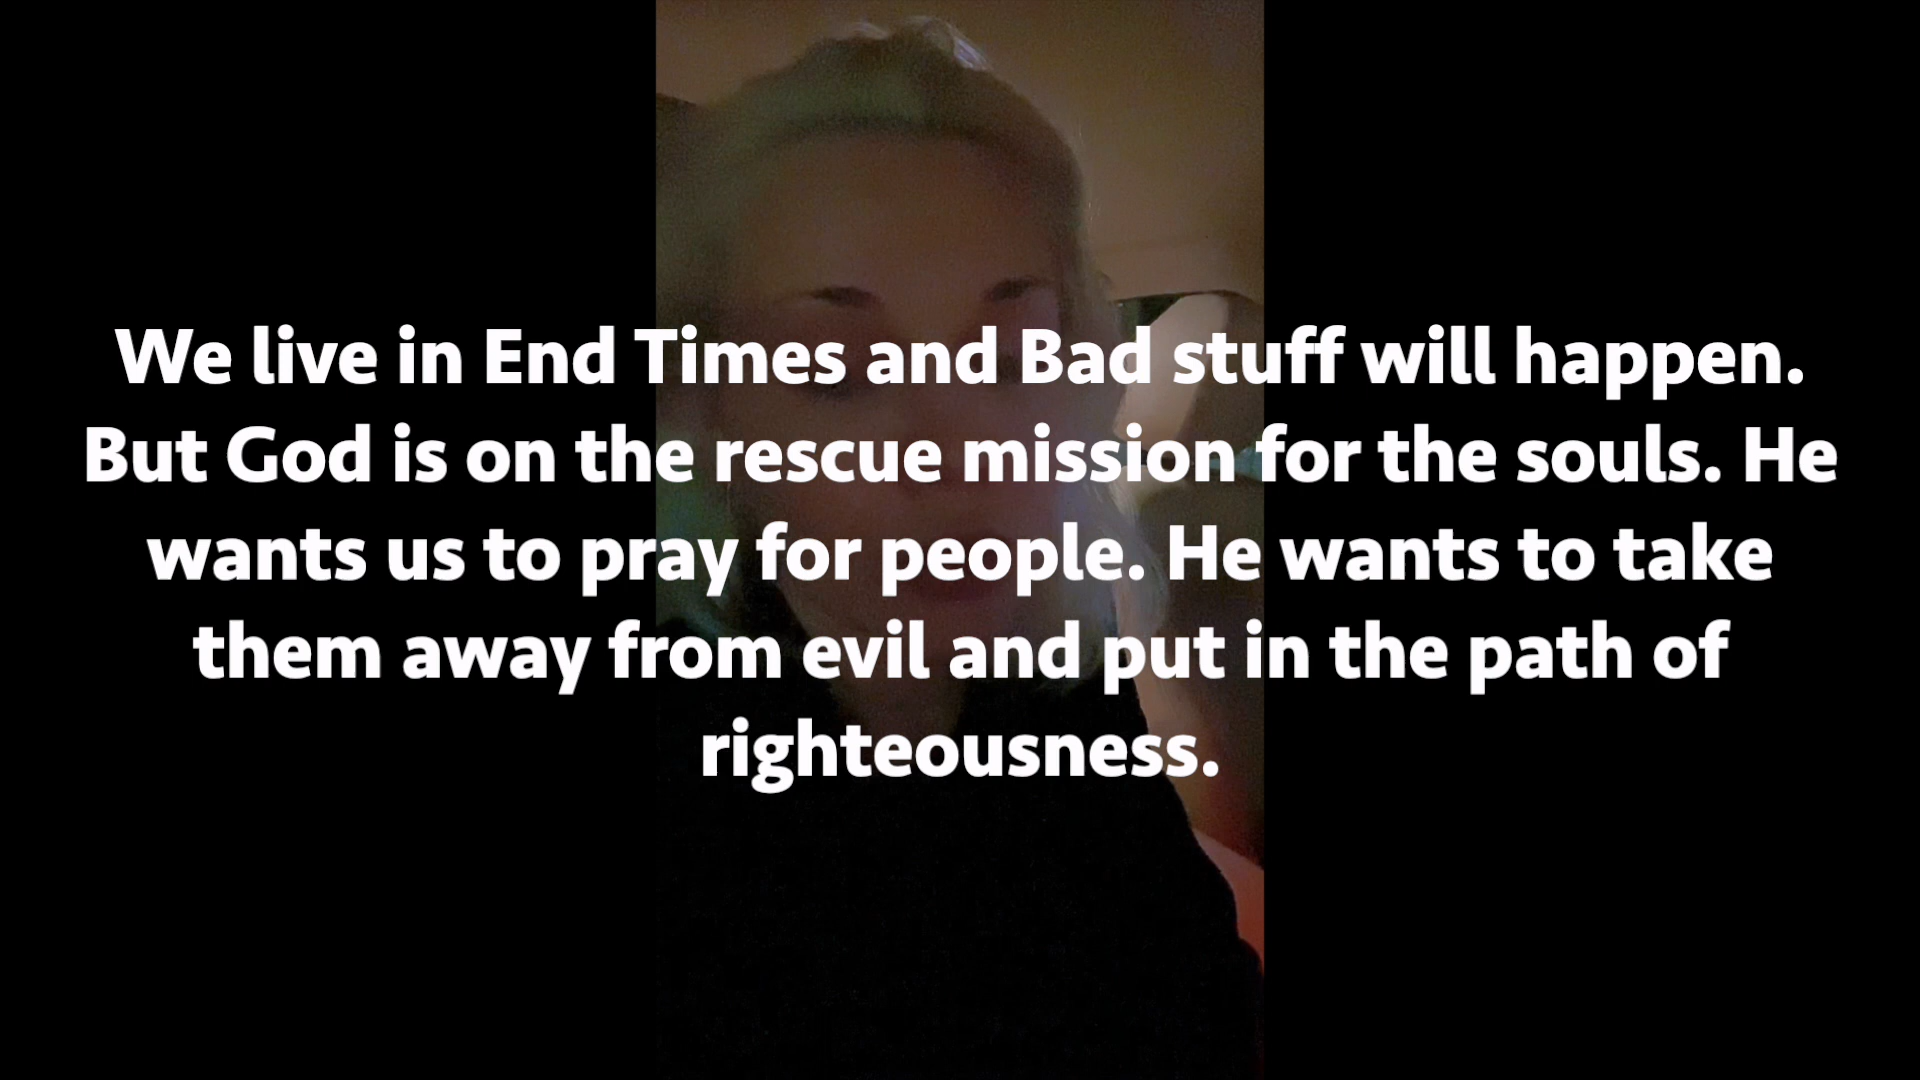 We live in End Times and Bad stuff will happen.
But God is on the rescue mission for the souls. He
wants us to pray for people. He wants to take
them away from evil and put in the path of
righteousness.